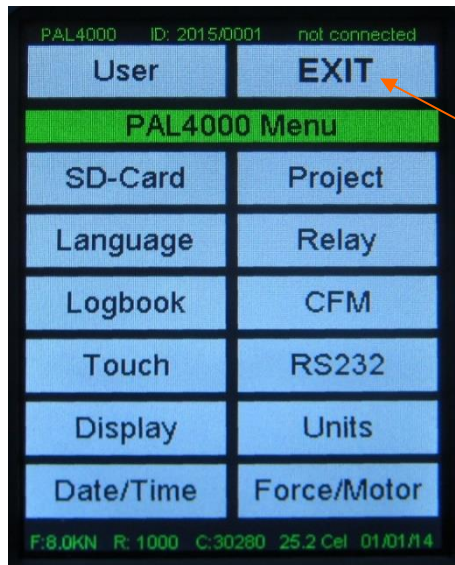 PAL4000 ID: 2015/0001 not connected
User EXIT
PAL4000 Menu
SD-Card Project
Language Relay
Logbook CFM
Touch RS232
Display Units
Date/Time Force/Motor
F:8.0KN R: 1000 C:30280 25.2 Cel 01/01/14